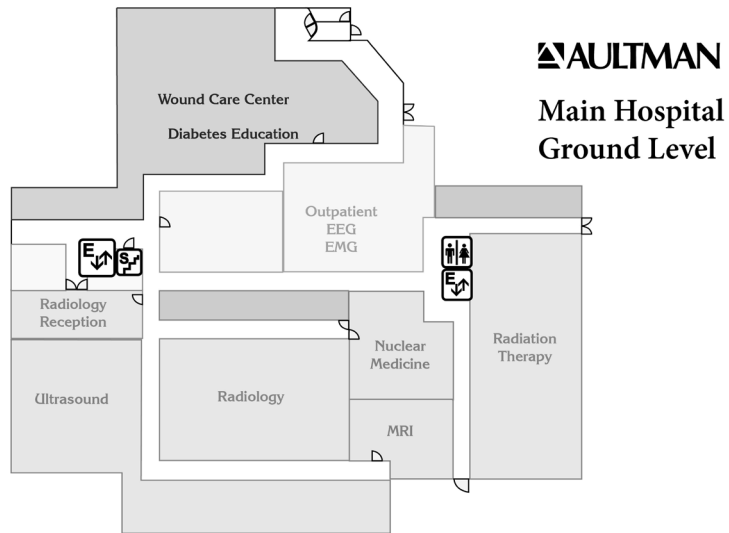 AULTMAN
Main Hospital
Ground Level
Wound Care Center
Diabetes Education
Outpatient
EEG
EMG
E
S
E
Radiology
Reception
Nuclear
Medicine
Radiation
Therapy
Ultrasound
Radiology
MRI